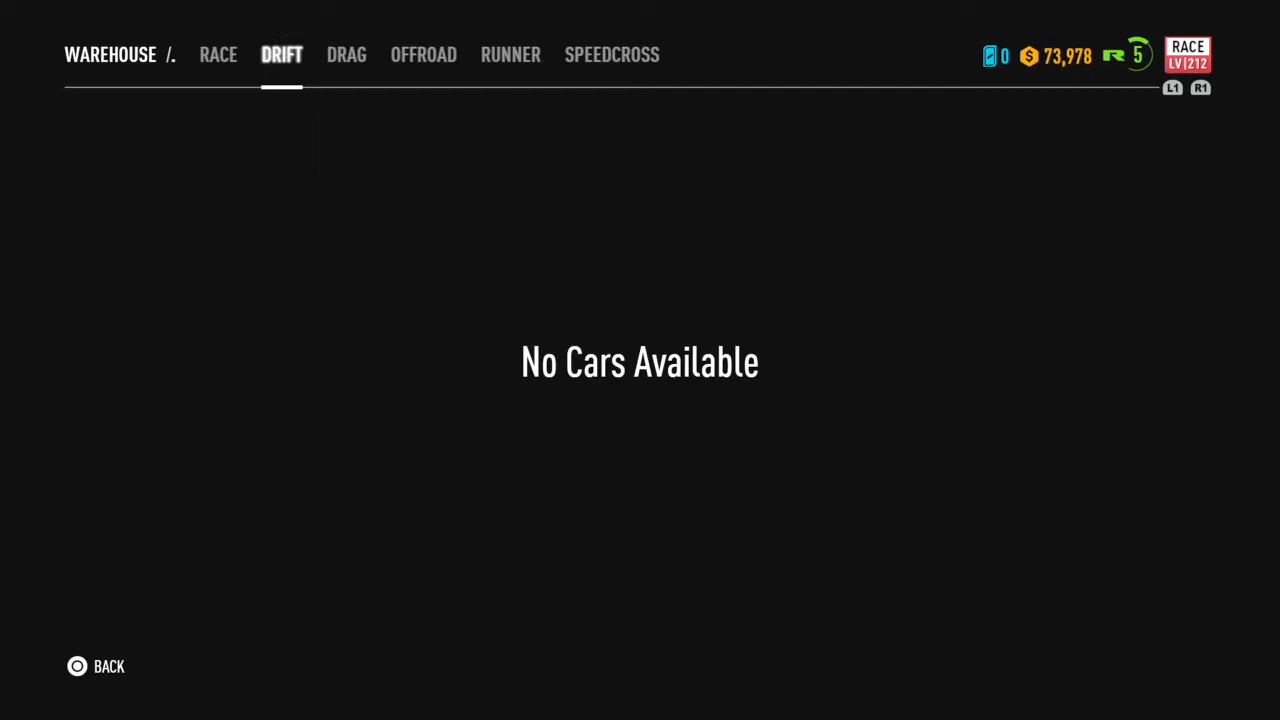 WAREHOUSE /. RACE DRIFT DRAG OFFROAD RUNNER SPEEDCROSS 0 73,978 R 5 RACE
LV|212
L1 R1
No Cars Available
BACK